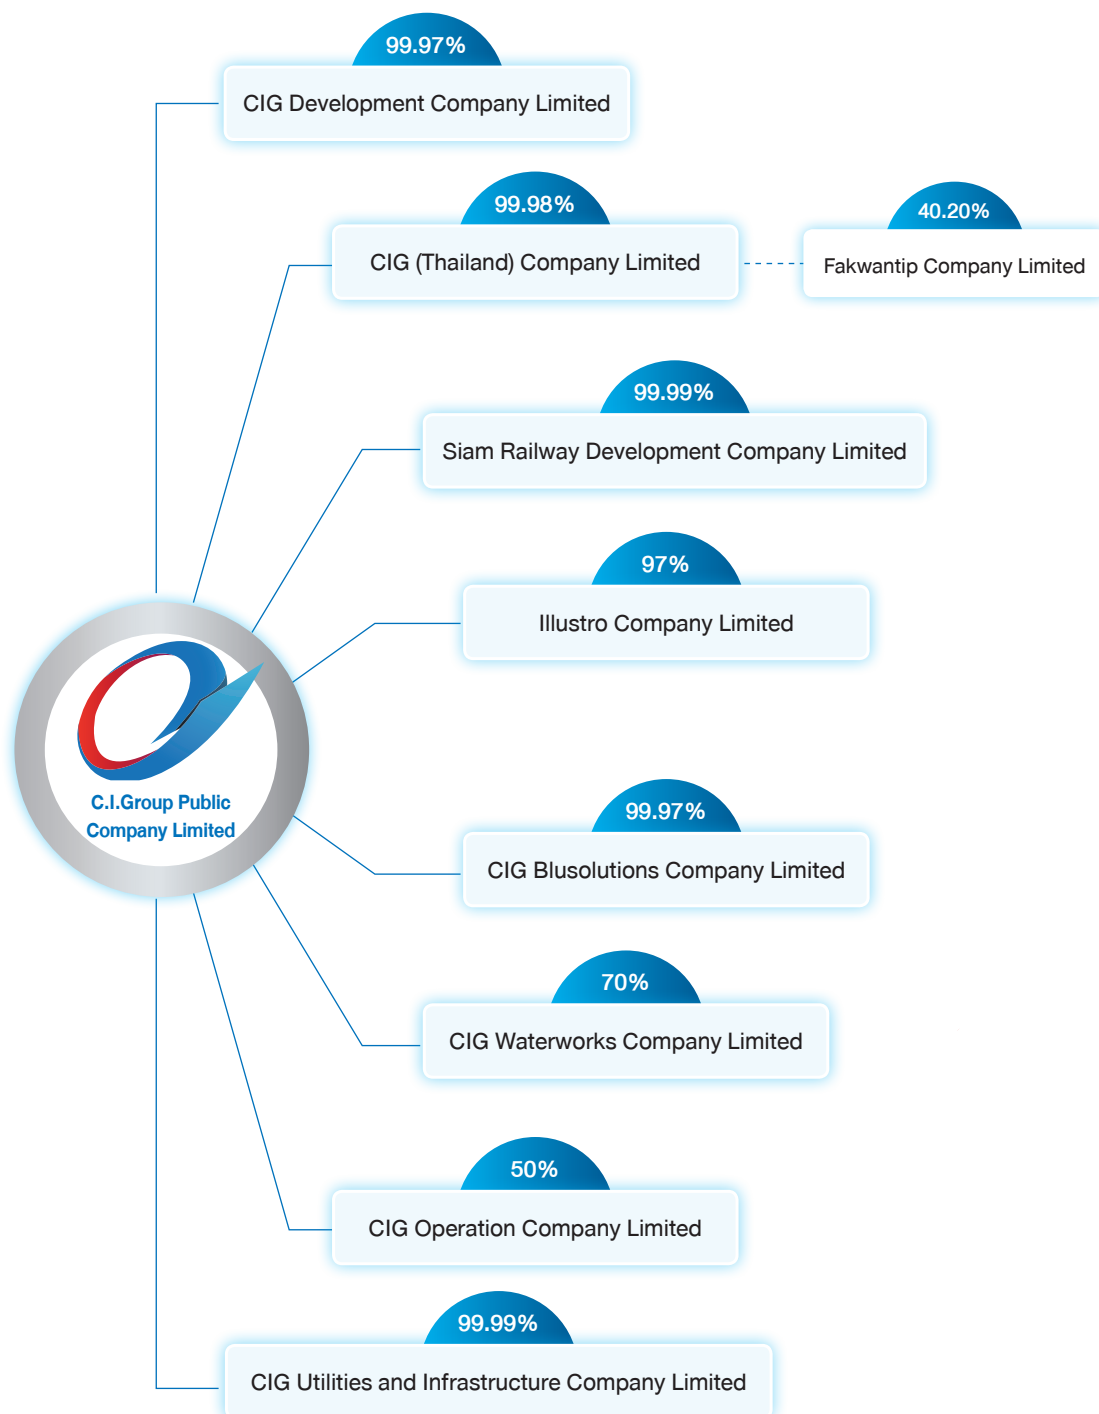 99.97%
CIG Development Company Limited
99.98%
CIG (Thailand) Company Limited
40.20%
Fakwantip Company Limited
99.99%
Siam Railway Development Company Limited
97%
Illustro Company Limited
C.I.Group Public
Company Limited
99.97%
CIG Blusolutions Company Limited
70%
CIG Waterworks Company Limited
50%
CIG Operation Company Limited
99.99%
CIG Utilities and Infrastructure Company Limited